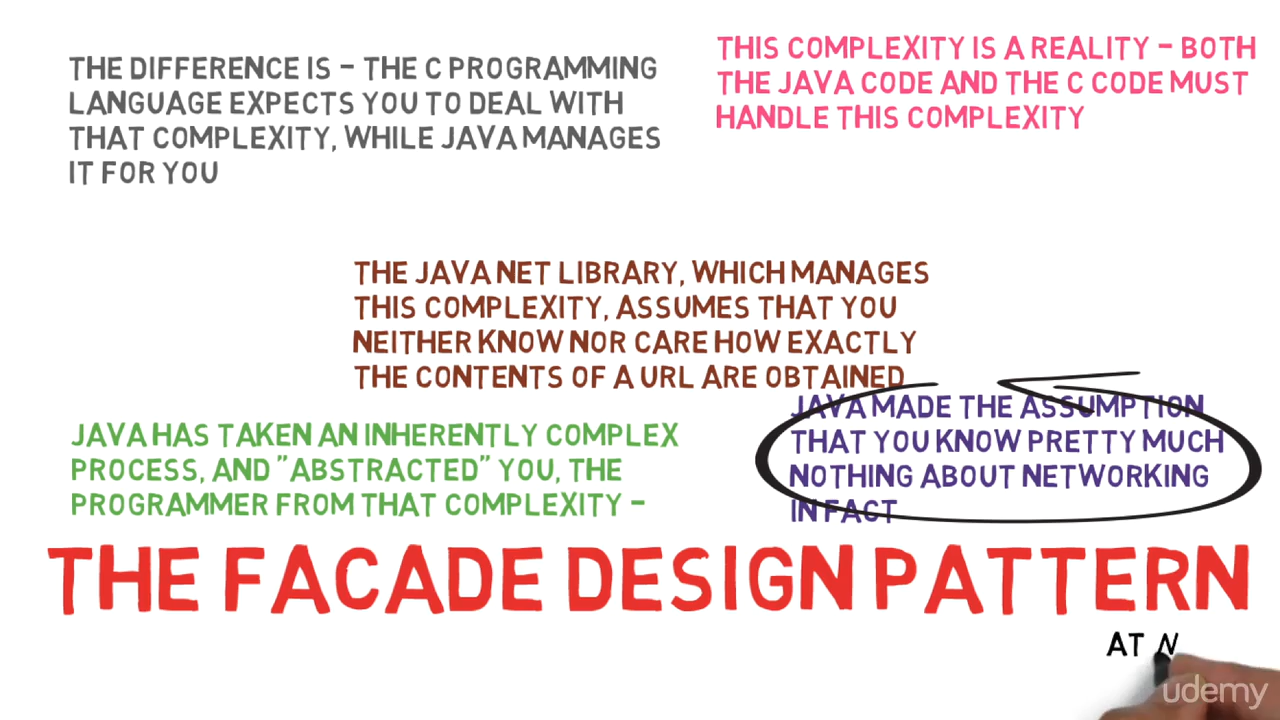 THE DIFFERENCE IS – THE C PROGRAMMING
LANGUAGE EXPECTS YOU TO DEAL WITH
THAT COMPLEXITY, WHILE JAVA MANAGES
IT FOR YOU
THIS COMPLEXITY IS A REALITY – BOTH
THE JAVA CODE AND THE C CODE MUST
HANDLE THIS COMPLEXITY
THE JAVA NET LIBRARY, WHICH MANAGES
THIS COMPLEXITY, ASSUMES THAT YOU
NEITHER KNOW NOR CARE HOW EXACTLY
THE CONTENTS OF A URL ARE OBTAINED
JAVA HAS TAKEN AN INHERENTLY COMPLEX
PROCESS, AND "ABSTRACTED" YOU, THE
PROGRAMMER FROM THAT COMPLEXITY –
JAVA MADE THE ASSUMPTION
THAT YOU KNOW PRETTY MUCH
NOTHING ABOUT NETWORKING
IN FACT
THE FACADE DESIGN PATTERN
AT N
udemy